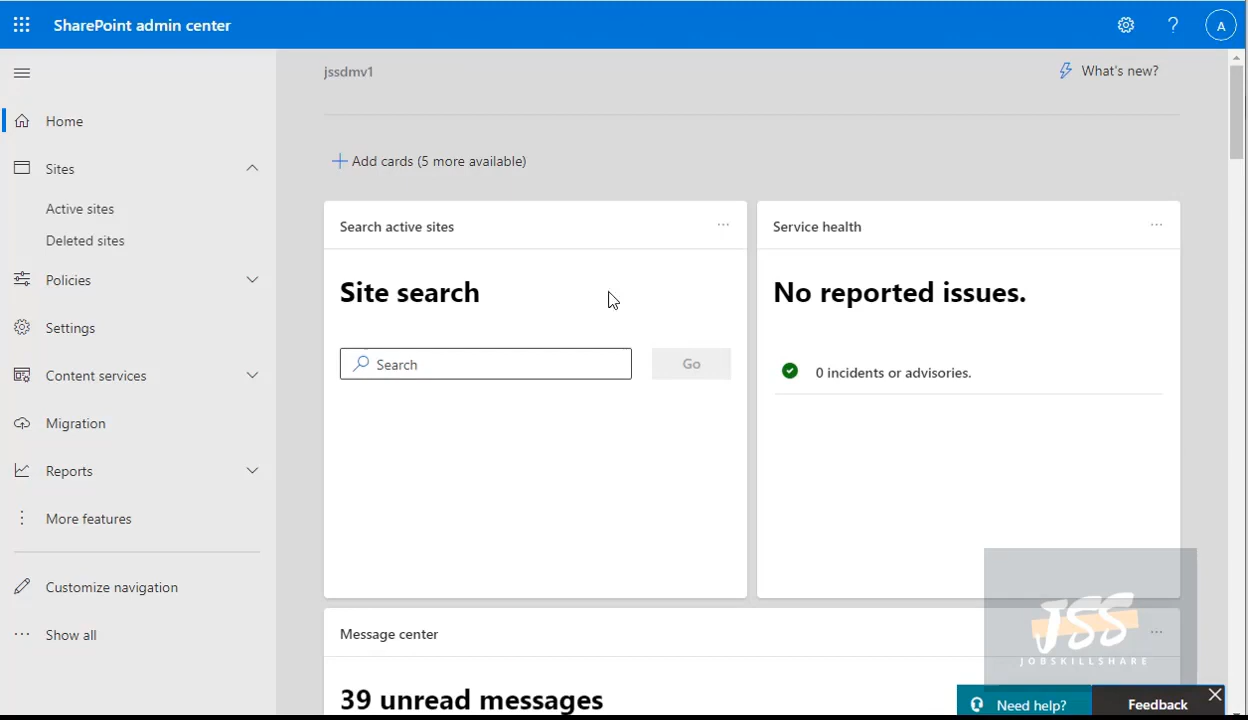 SharePoint admin center
?
A
jssdmv1
What's new?
Home
Sites
Active sites
Deleted sites
Policies
Settings
Content services
Migration
Reports
More features
Customize navigation
Show all
Add cards (5 more available)
Search active sites
Site search
Search
Go
Service health
No reported issues.
0 incidents or advisories.
Message center
39 unread messages
JSS
JOBSKILLSHARE
Need help?
Feedback